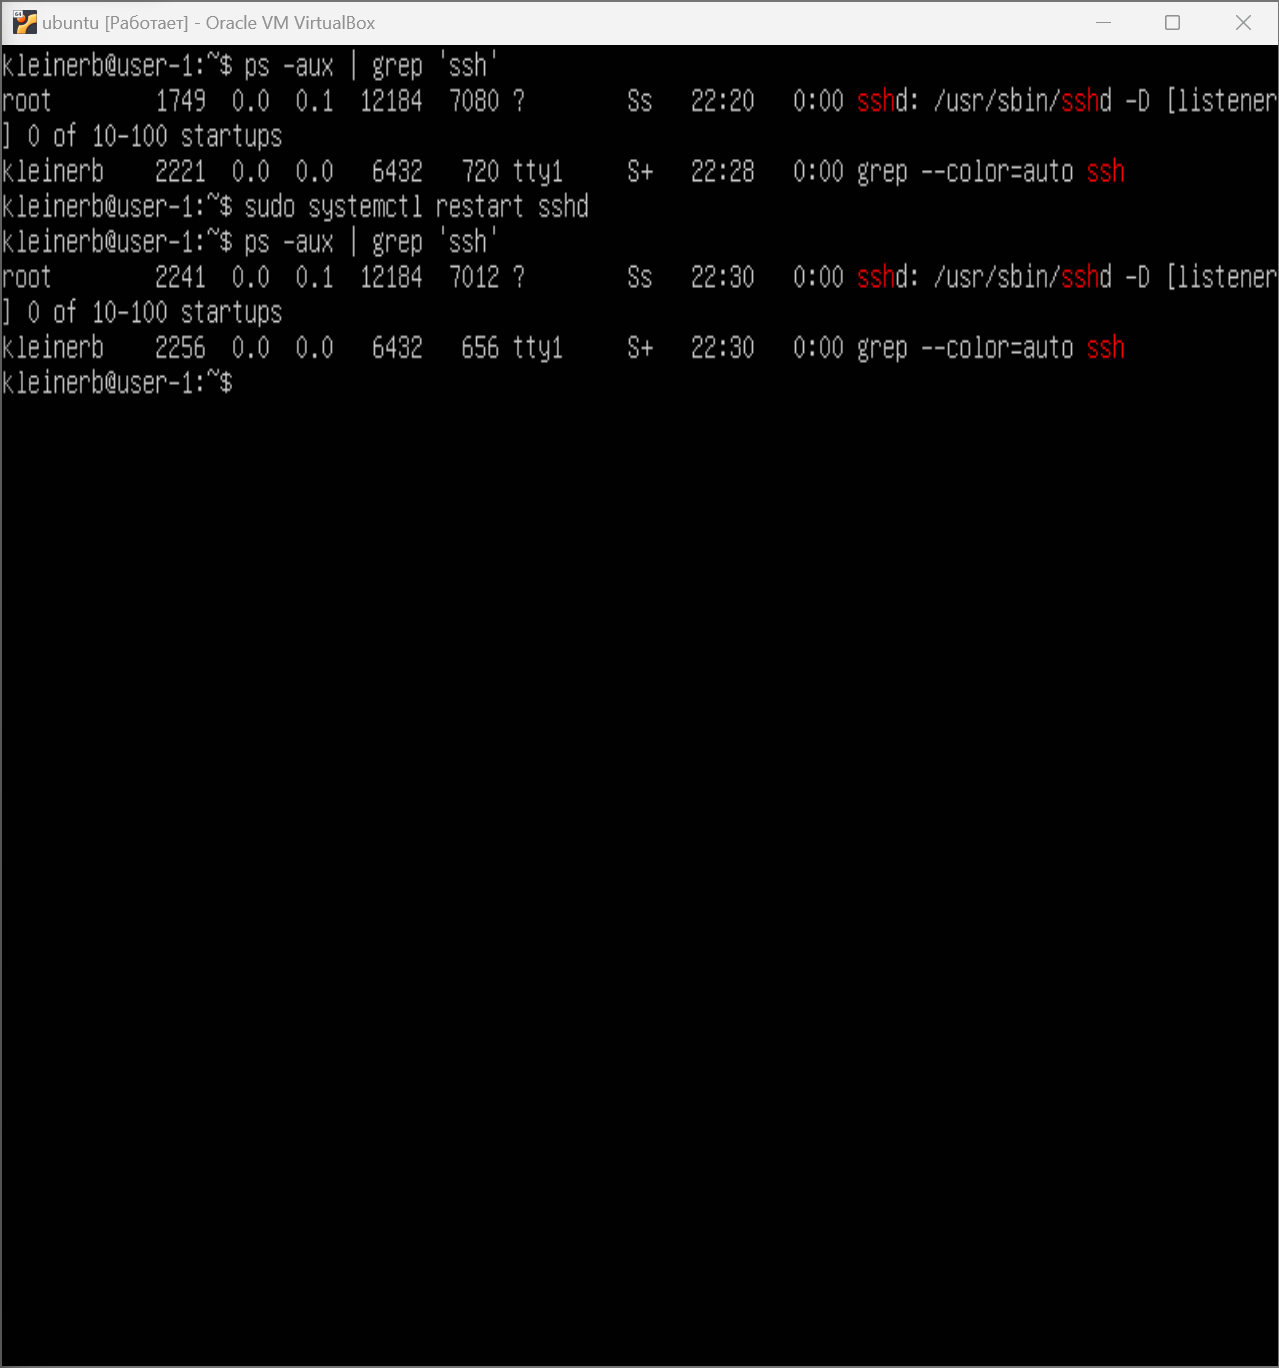 ubuntu [Работает] - Oracle VM VirtualBox
kleinerb@user-1:~$ ps -aux | grep 'ssh'
root        1749  0.0  0.1  12184  7080 ?        Ss   22:20   0:00 sshd: /usr/sbin/sshd -D [listener
] 0 of 10-100 startups
kleinerb    2221  0.0  0.0   6432   720 tty1     S+   22:28   0:00 grep --color=auto ssh
kleinerb@user-1:~$ sudo systemctl restart sshd
kleinerb@user-1:~$ ps -aux | grep 'ssh'
root        2241  0.0  0.1  12184  7012 ?        Ss   22:30   0:00 sshd: /usr/sbin/sshd -D [listener
] 0 of 10-100 startups
kleinerb    2256  0.0  0.0   6432   656 tty1     S+   22:30   0:00 grep --color=auto ssh
kleinerb@user-1:~$